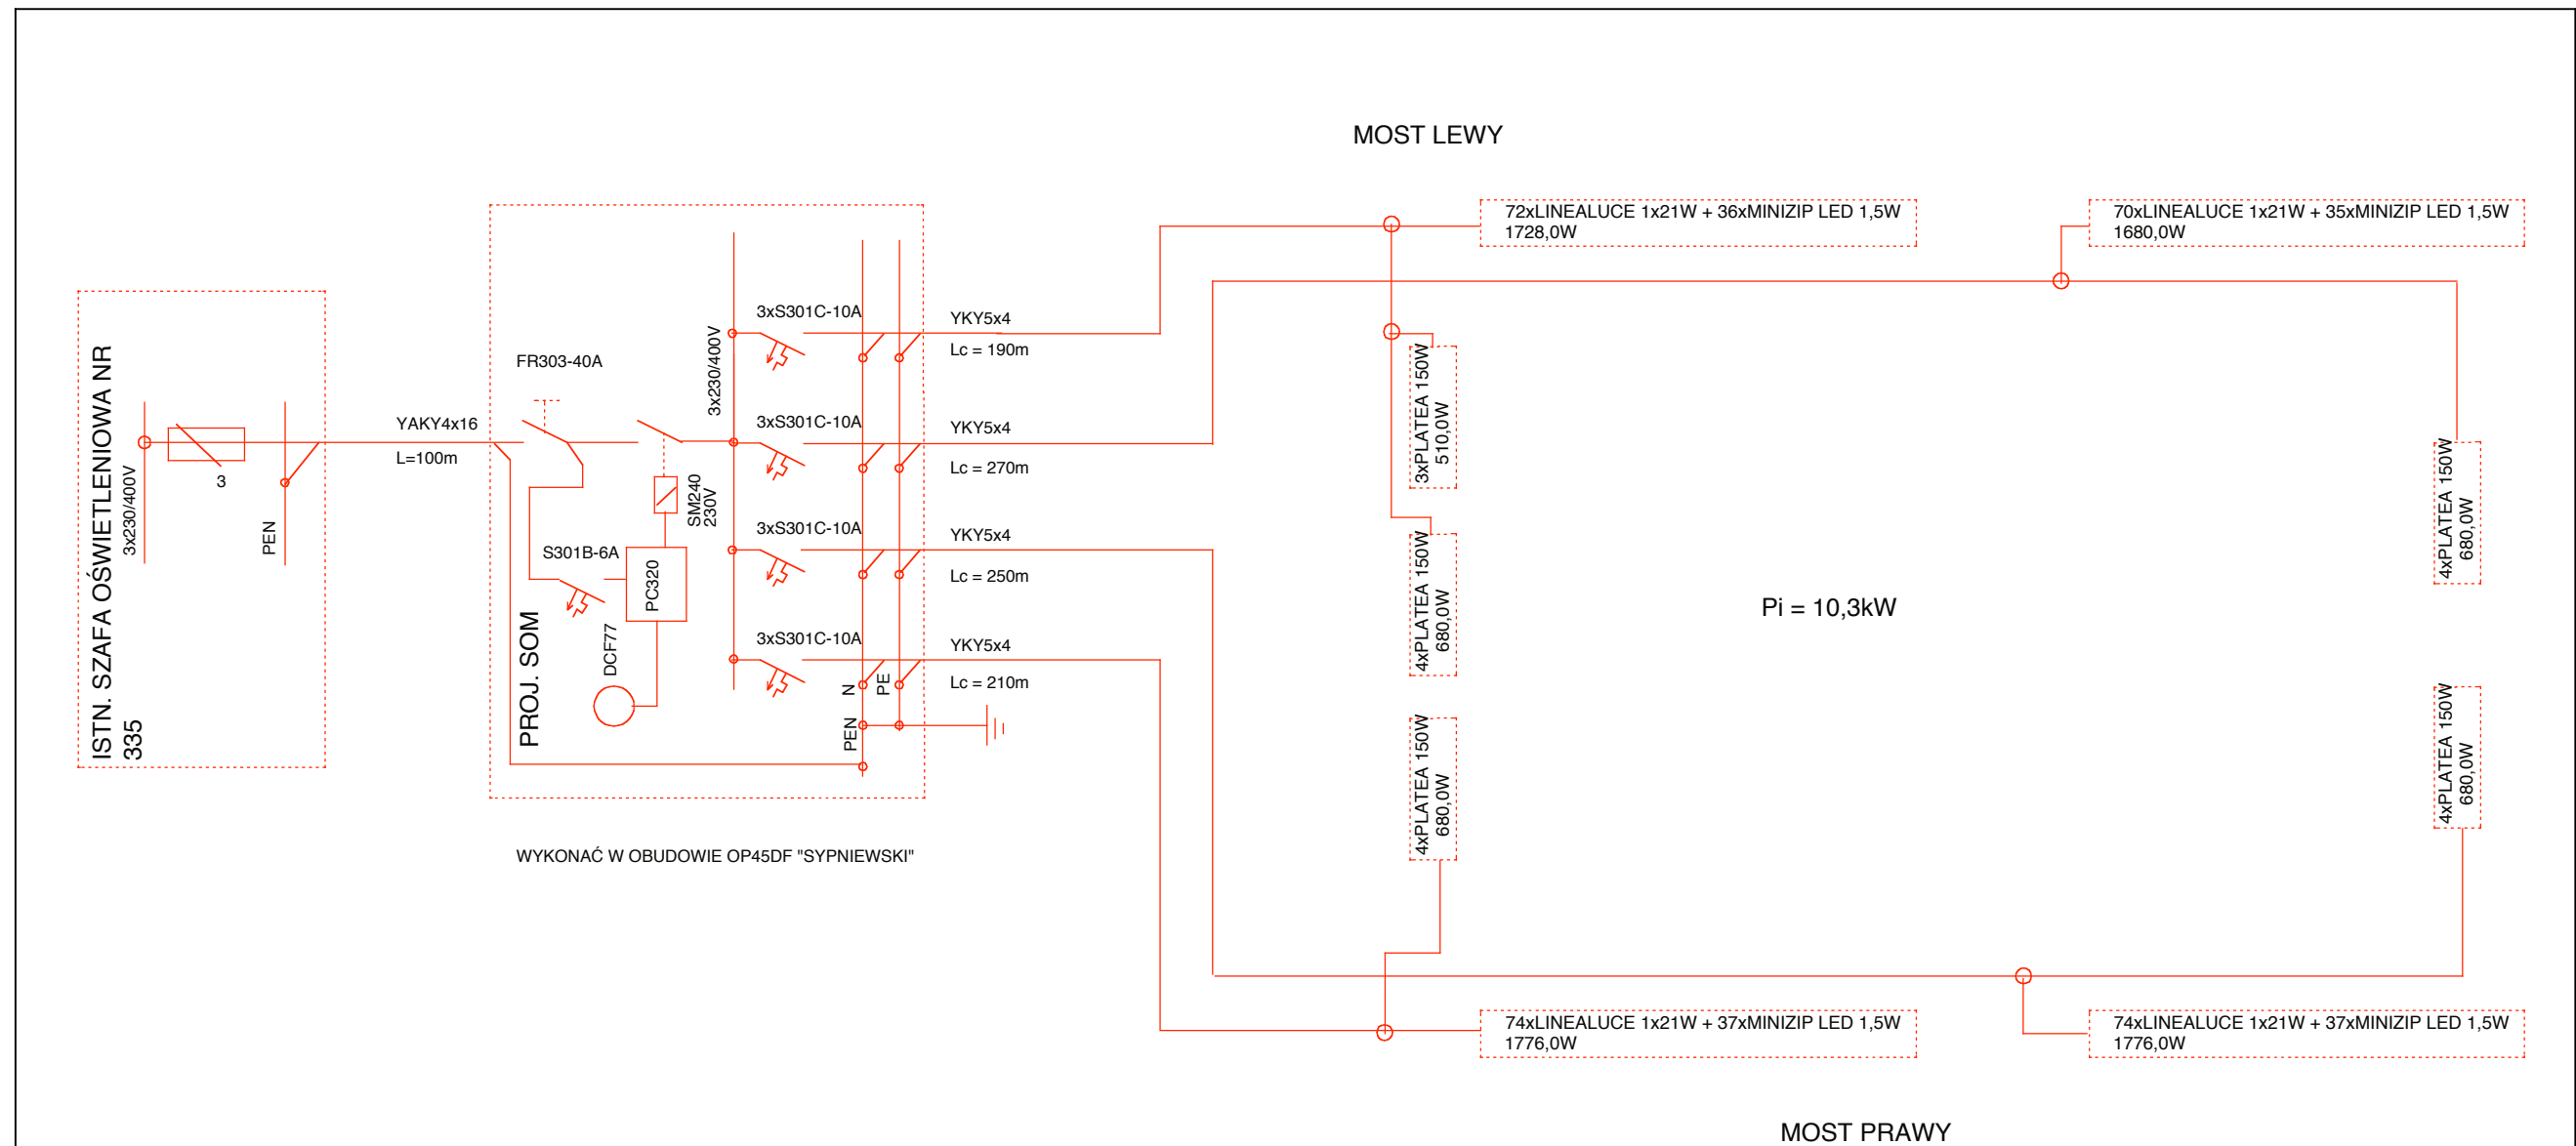 MOST LEWY
72xLINEALUCE 1x21W + 36xMINIZIP LED 1,5W
1728,0W
70xLINEALUCE 1x21W + 35xMINIZIP LED 1,5W
1680,0W
ISTN. SZAFA OŚWIETLENIOWA NR
335
3x230/400V
3
PEN
YAKY4x16
L=100m
FR303-40A
S301B-6A
PROJ. SOM
DCF77
PC320
SM240
230V
3x230/400V
3xS301C-10A
3xS301C-10A
3xS301C-10A
3xS301C-10A
PEN
N
PE
YKY5x4
Lc = 190m
YKY5x4
Lc = 270m
YKY5x4
Lc = 250m
YKY5x4
Lc = 210m
WYKONAĆ W OBUDOWIE OP45DF "SYPNIEWSKI"
3xPLATEA 150W
510,0W
4xPLATEA 150W
680,0W
4xPLATEA 150W
680,0W
Pi = 10,3kW
4xPLATEA 150W
680,0W
4xPLATEA 150W
680,0W
74xLINEALUCE 1x21W + 37xMINIZIP LED 1,5W
1776,0W
74xLINEALUCE 1x21W + 37xMINIZIP LED 1,5W
1776,0W
MOST PRAWY